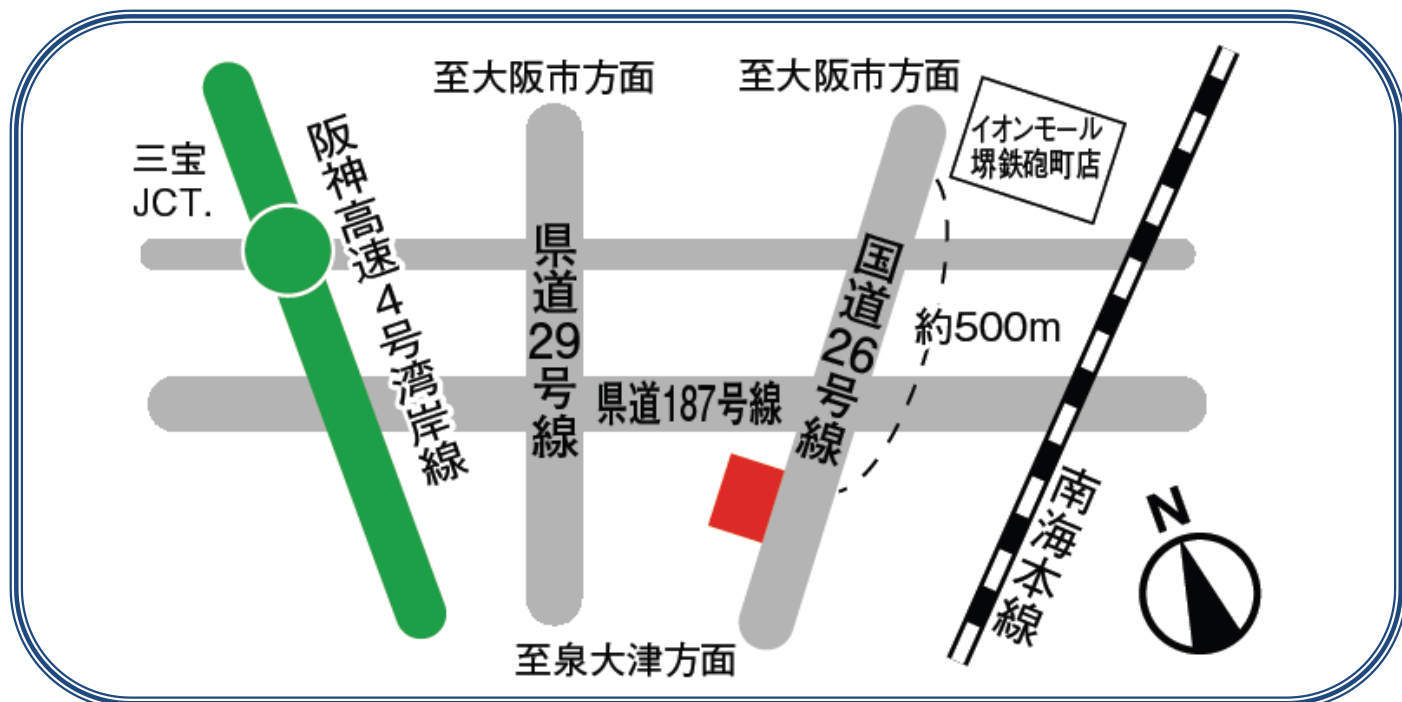 至大阪市方面
至大阪市方面
イオンモール
堺鉄砲町店
三宝
JCT.
阪神高速4号湾岸線
県道29号線
国道26号線
約500m
県道187号線
南海本線
N
至泉大津方面